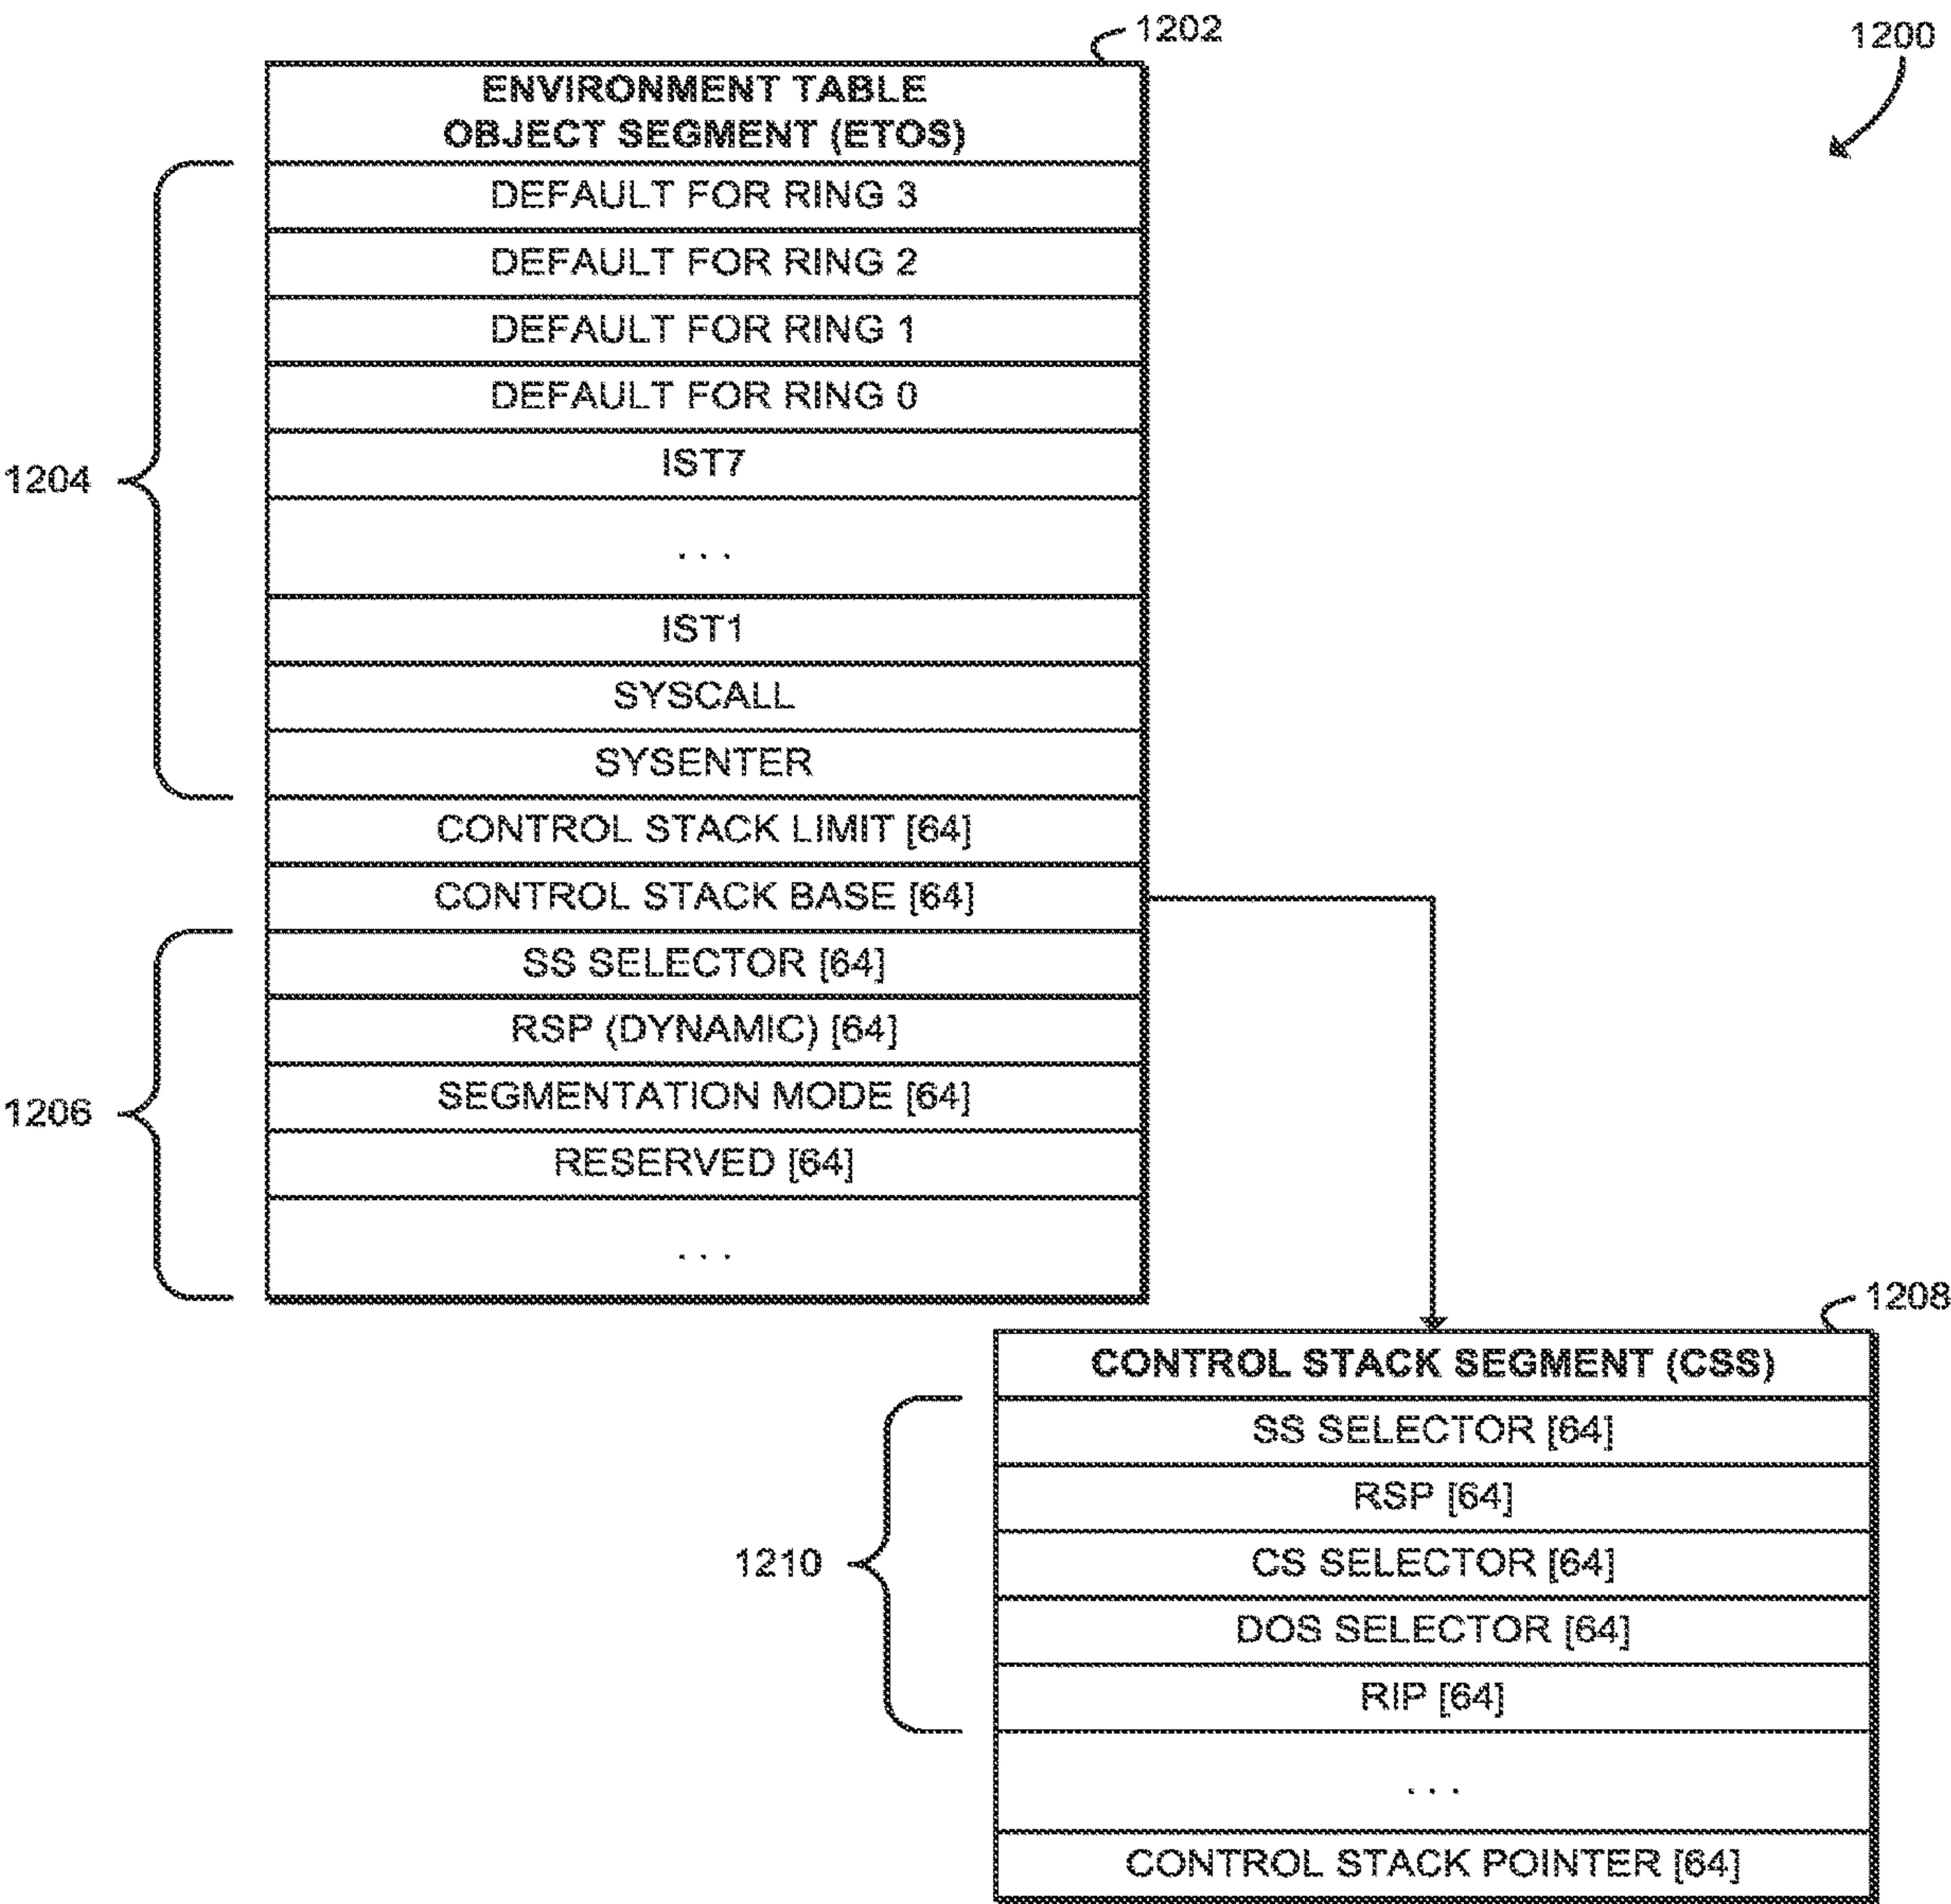 1202
1200
ENVIRONMENT TABLE
OBJECT SEGMENT (ETOS)
DEFAULT FOR RING 3
DEFAULT FOR RING 2
DEFAULT FOR RING 1
DEFAULT FOR RING 0
1204
IST7
. . .
IST1
SYSCALL
SYSENTER
CONTROL STACK LIMIT [64]
CONTROL STACK BASE [64]
SS SELECTOR [64]
RSP (DYNAMIC) [64]
1206
SEGMENTATION MODE [64]
RESERVED [64]
. . .
1208
CONTROL STACK SEGMENT (CSS)
SS SELECTOR [64]
RSP [64]
1210
CS SELECTOR [64]
DOS SELECTOR [64]
RIP [64]
. . .
CONTROL STACK POINTER [64]